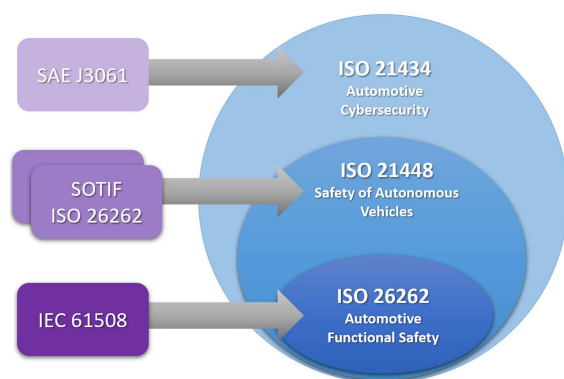 SAE J3061
ISO 21434
Automotive
Cybersecurity
SOTIF
ISO 26262
ISO 21448
Safety of Autonomous
Vehicles
IEC 61508
ISO 26262
Automotive
Functional Safety